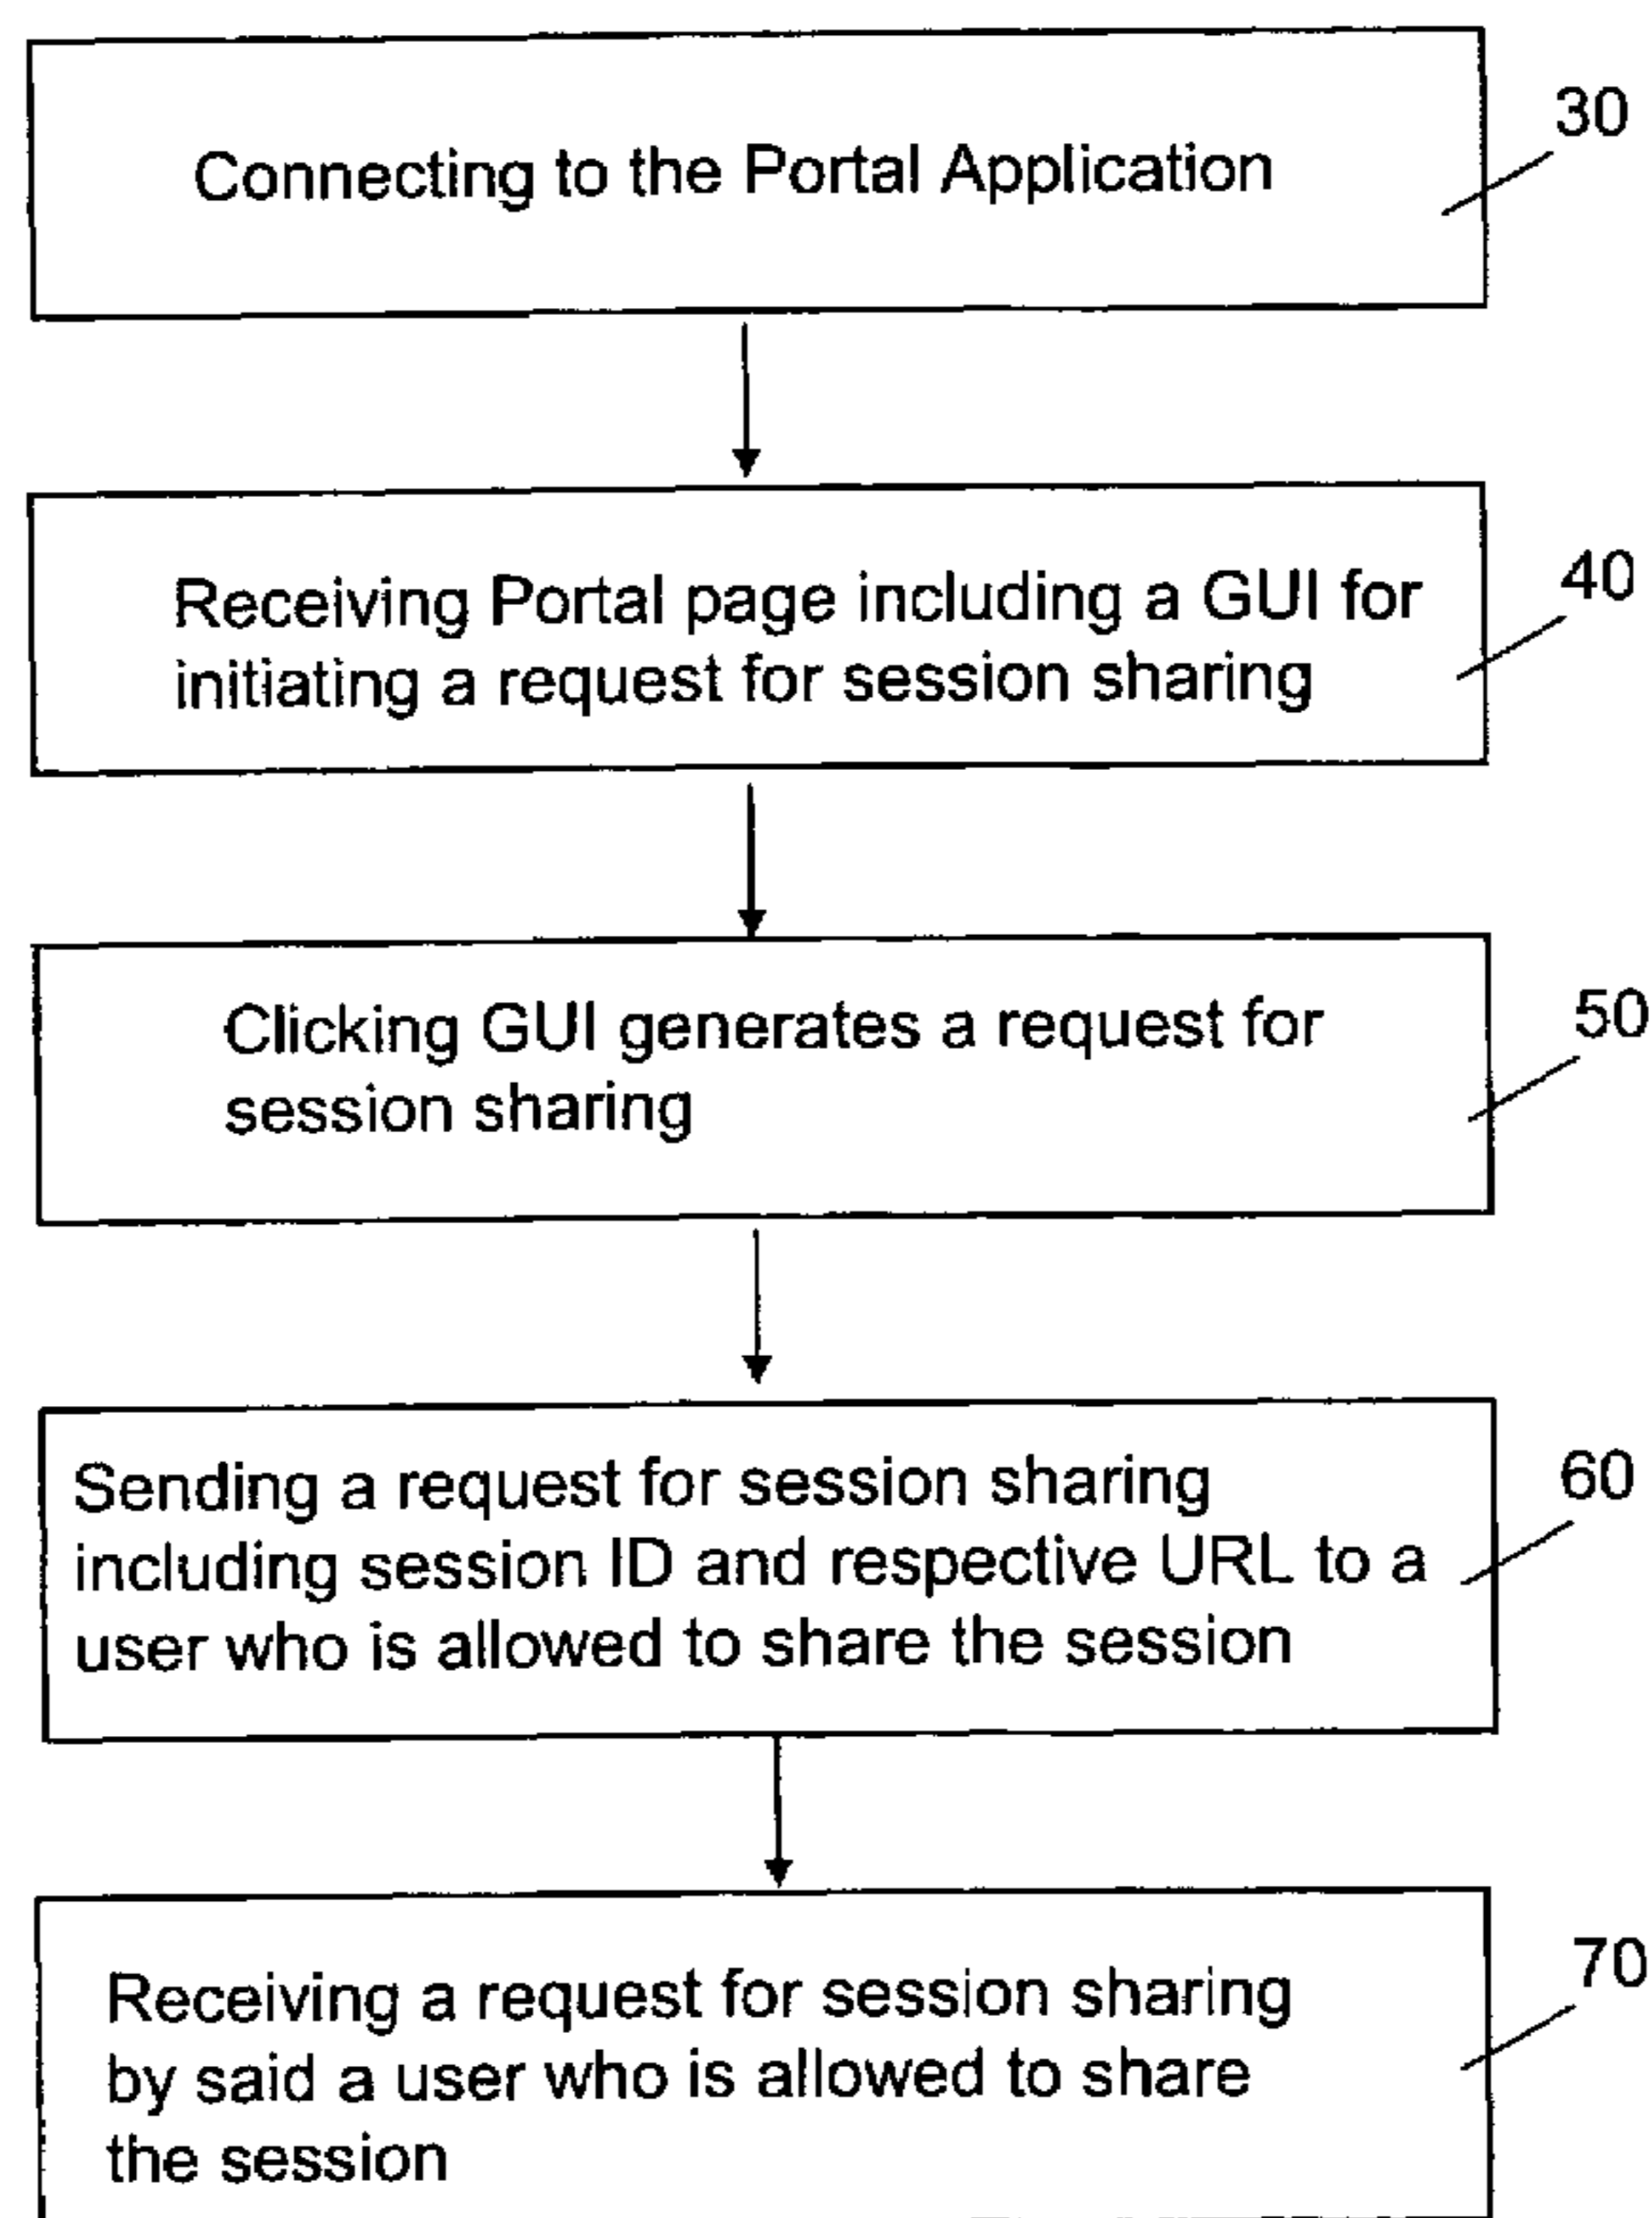 Connecting to the Portal Application
30
Receiving Portal page including a GUI for
initiating a request for session sharing
40
Clicking GUI generates a request for
session sharing
50
Sending a request for session sharing
including session ID and respective URL to a
user who is allowed to share the session
60
Receiving a request for session sharing
by said a user who is allowed to share
the session
70